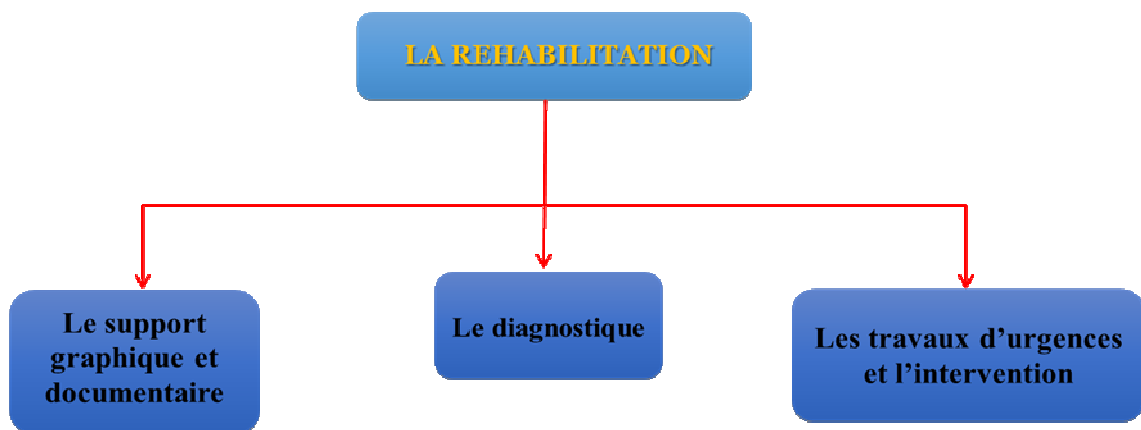 LA REHABILITATION
Le support
graphique et
documentaire
Le diagnostique
Les travaux d’urgences
et l’intervention